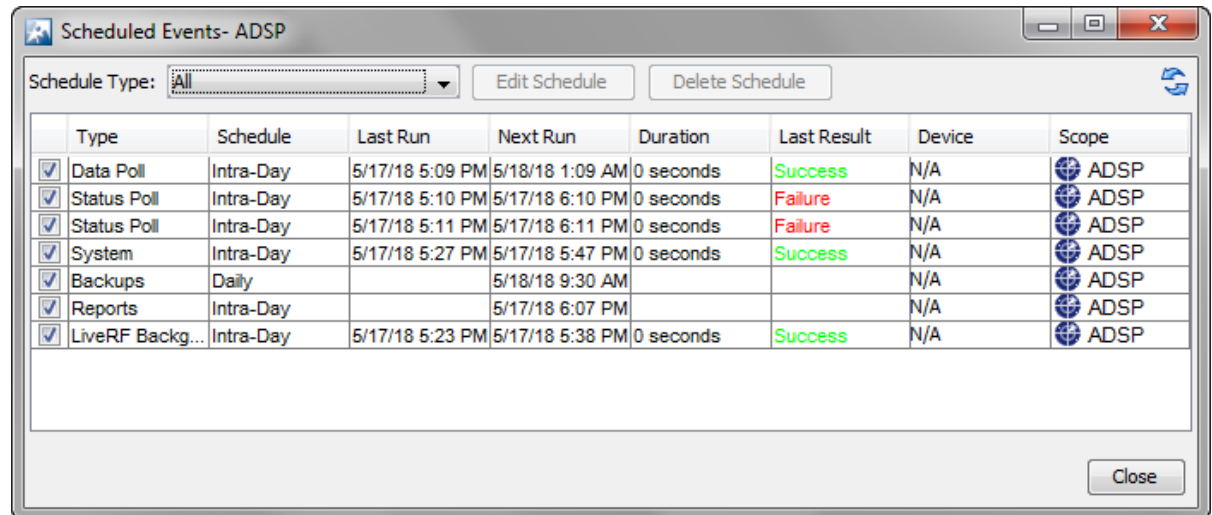 Scheduled Events- ADSP
Schedule Type: All Edit Schedule Delete Schedule
Type Schedule Last Run Next Run Duration Last Result Device Scope
Data Poll Intra-Day 5/17/18 5:09 PM 5/18/18 1:09 AM 0 seconds Success N/A ADSP
Status Poll Intra-Day 5/17/18 5:10 PM 5/17/18 6:10 PM 0 seconds Failure N/A ADSP
Status Poll Intra-Day 5/17/18 5:11 PM 5/17/18 6:11 PM 0 seconds Failure N/A ADSP
System Intra-Day 5/17/18 5:27 PM 5/17/18 5:47 PM 0 seconds Success N/A ADSP
Backups Daily 5/18/18 9:30 AM N/A ADSP
Reports Intra-Day 5/17/18 6:07 PM N/A ADSP
LiveRF Backg... Intra-Day 5/17/18 5:23 PM 5/17/18 5:38 PM 0 seconds Success N/A ADSP
Close